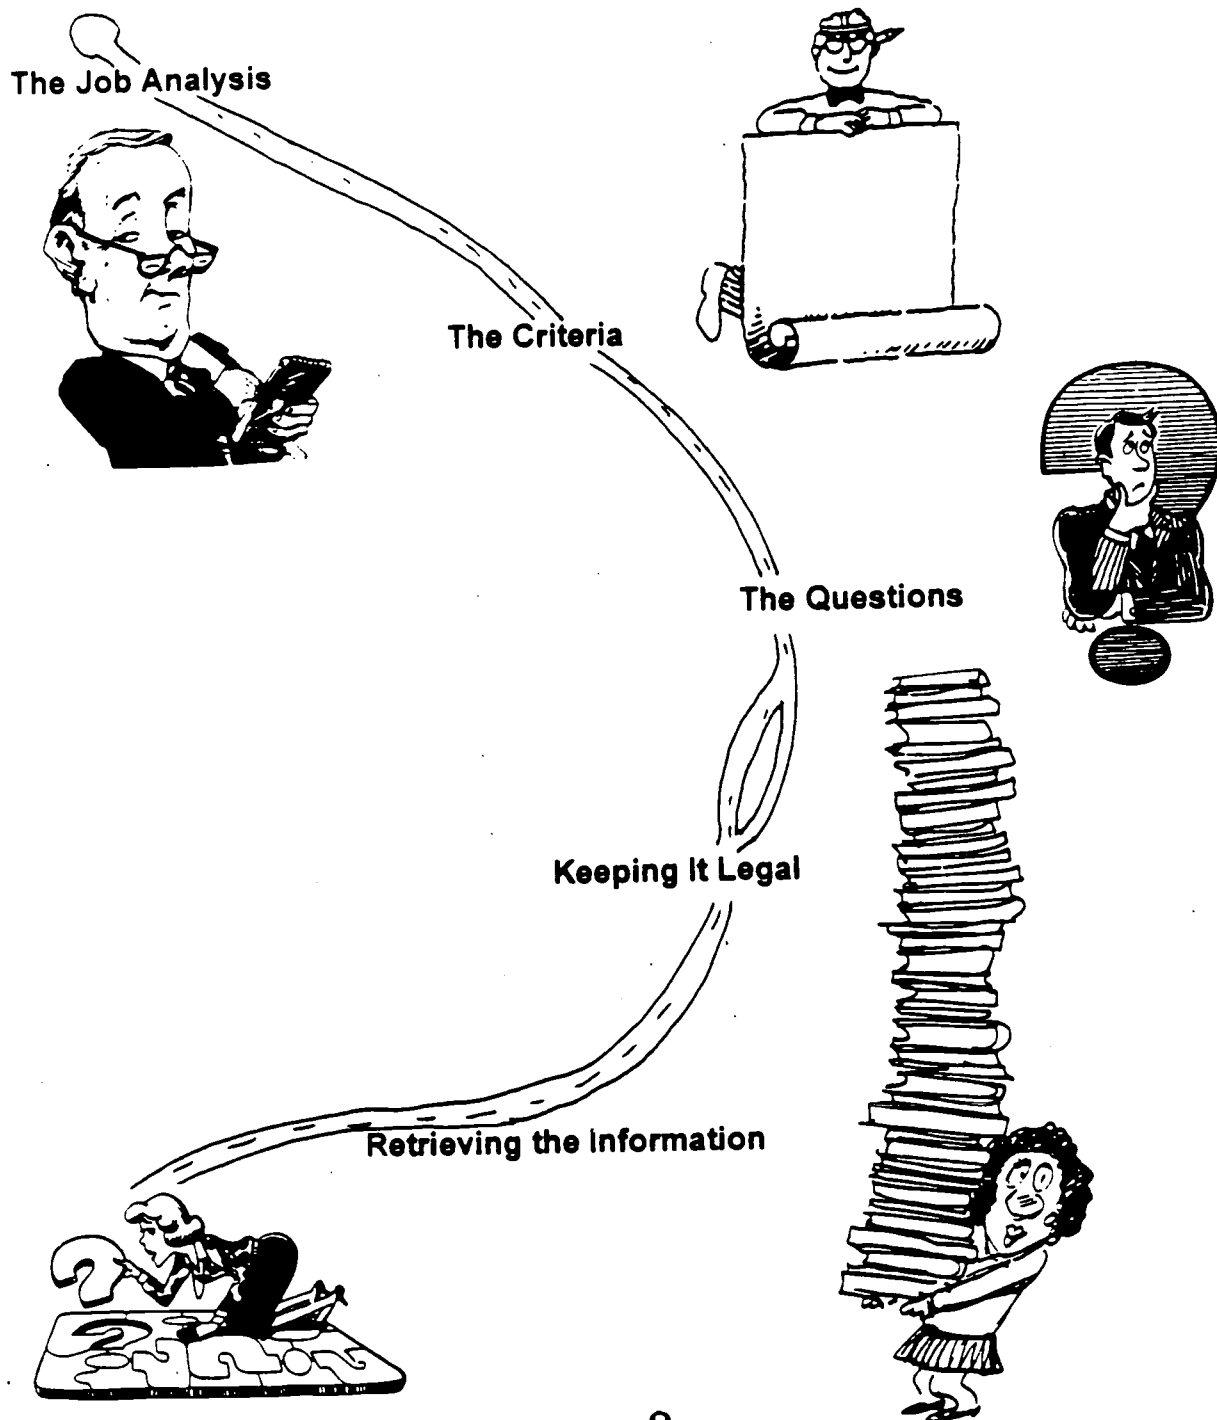 The Job Analysis
The Criteria
The Questions
Keeping It Legal
Retrieving the Information